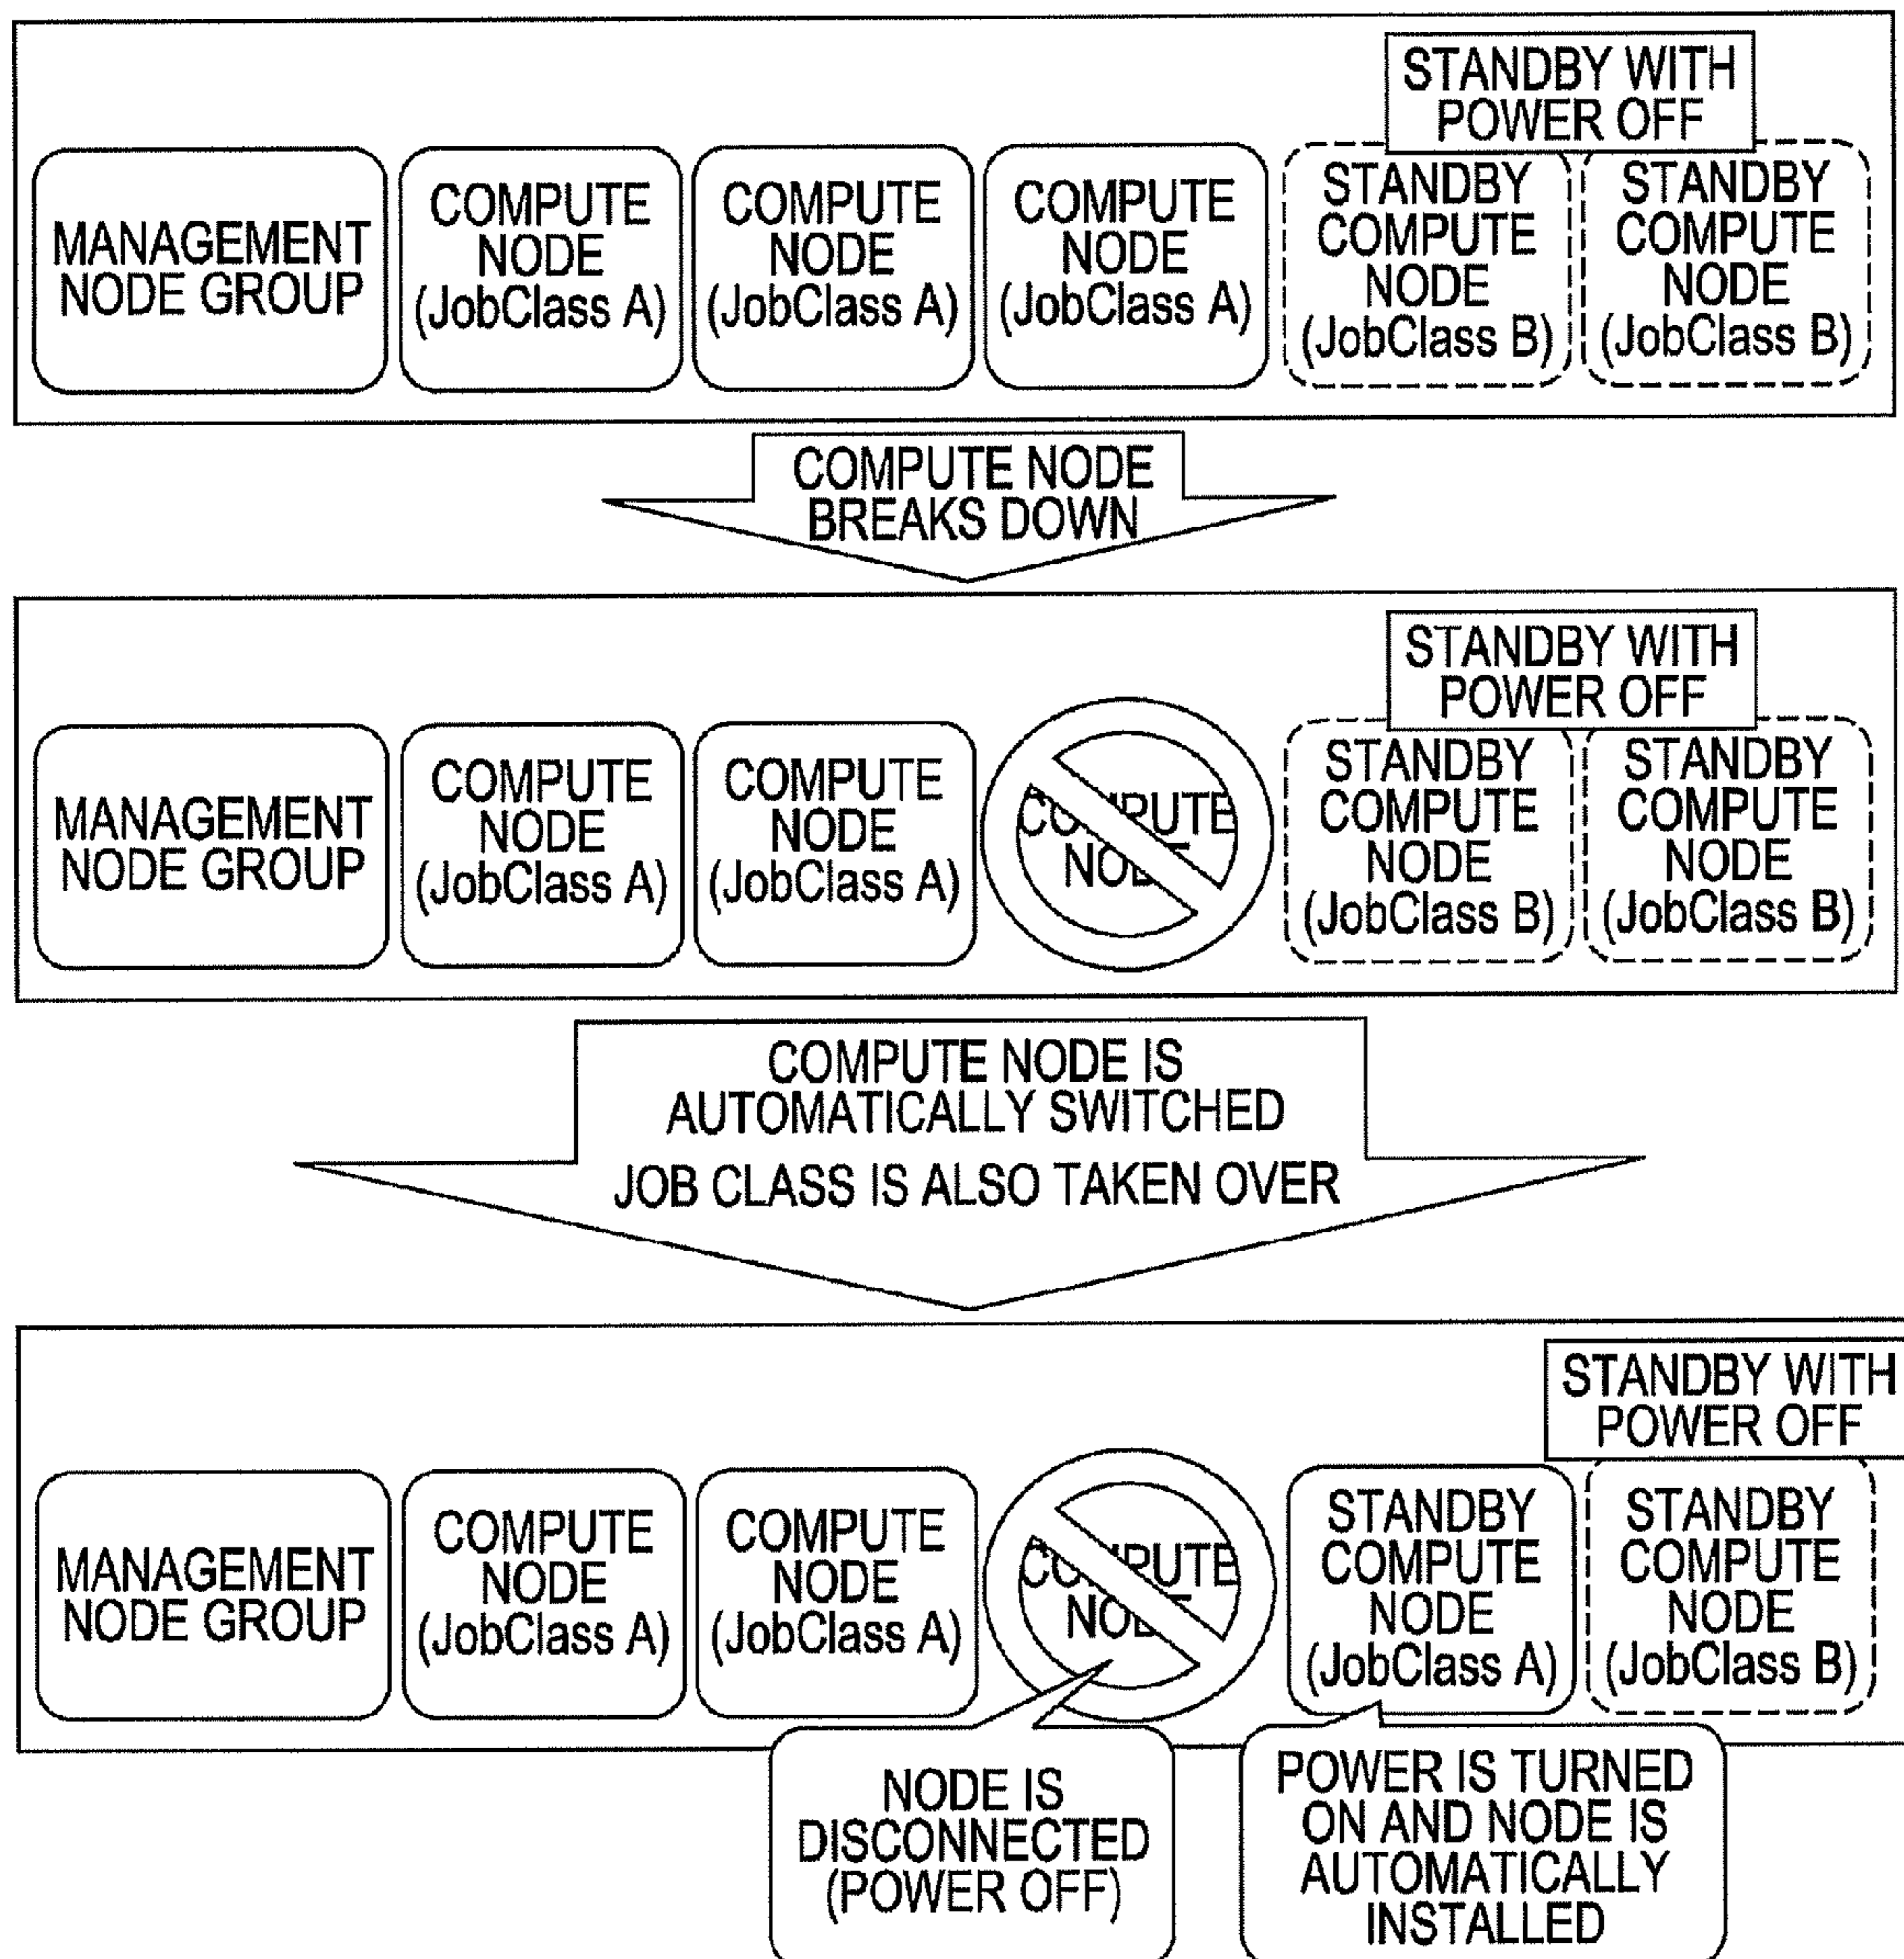 STANDBY WITH
POWER OFF
MANAGEMENT
NODE GROUP
COMPUTE
NODE
(JobClass A)
COMPUTE
NODE
(JobClass A)
COMPUTE
NODE
(JobClass A)
STANDBY
COMPUTE
NODE
(JobClass B)
STANDBY
COMPUTE
NODE
(JobClass B)
COMPUTE NODE
BREAKS DOWN
STANDBY WITH
POWER OFF
MANAGEMENT
NODE GROUP
COMPUTE
NODE
(JobClass A)
COMPUTE
NODE
(JobClass A)
COMPUTE
NODE
STANDBY
COMPUTE
NODE
(JobClass B)
STANDBY
COMPUTE
NODE
(JobClass B)
COMPUTE NODE IS
AUTOMATICALLY SWITCHED
JOB CLASS IS ALSO TAKEN OVER
STANDBY WITH
POWER OFF
MANAGEMENT
NODE GROUP
COMPUTE
NODE
(JobClass A)
COMPUTE
NODE
(JobClass A)
COMPUTE
NODE
STANDBY
COMPUTE
NODE
(JobClass A)
STANDBY
COMPUTE
NODE
(JobClass B)
NODE IS
DISCONNECTED
(POWER OFF)
POWER IS TURNED
ON AND NODE IS
AUTOMATICALLY
INSTALLED